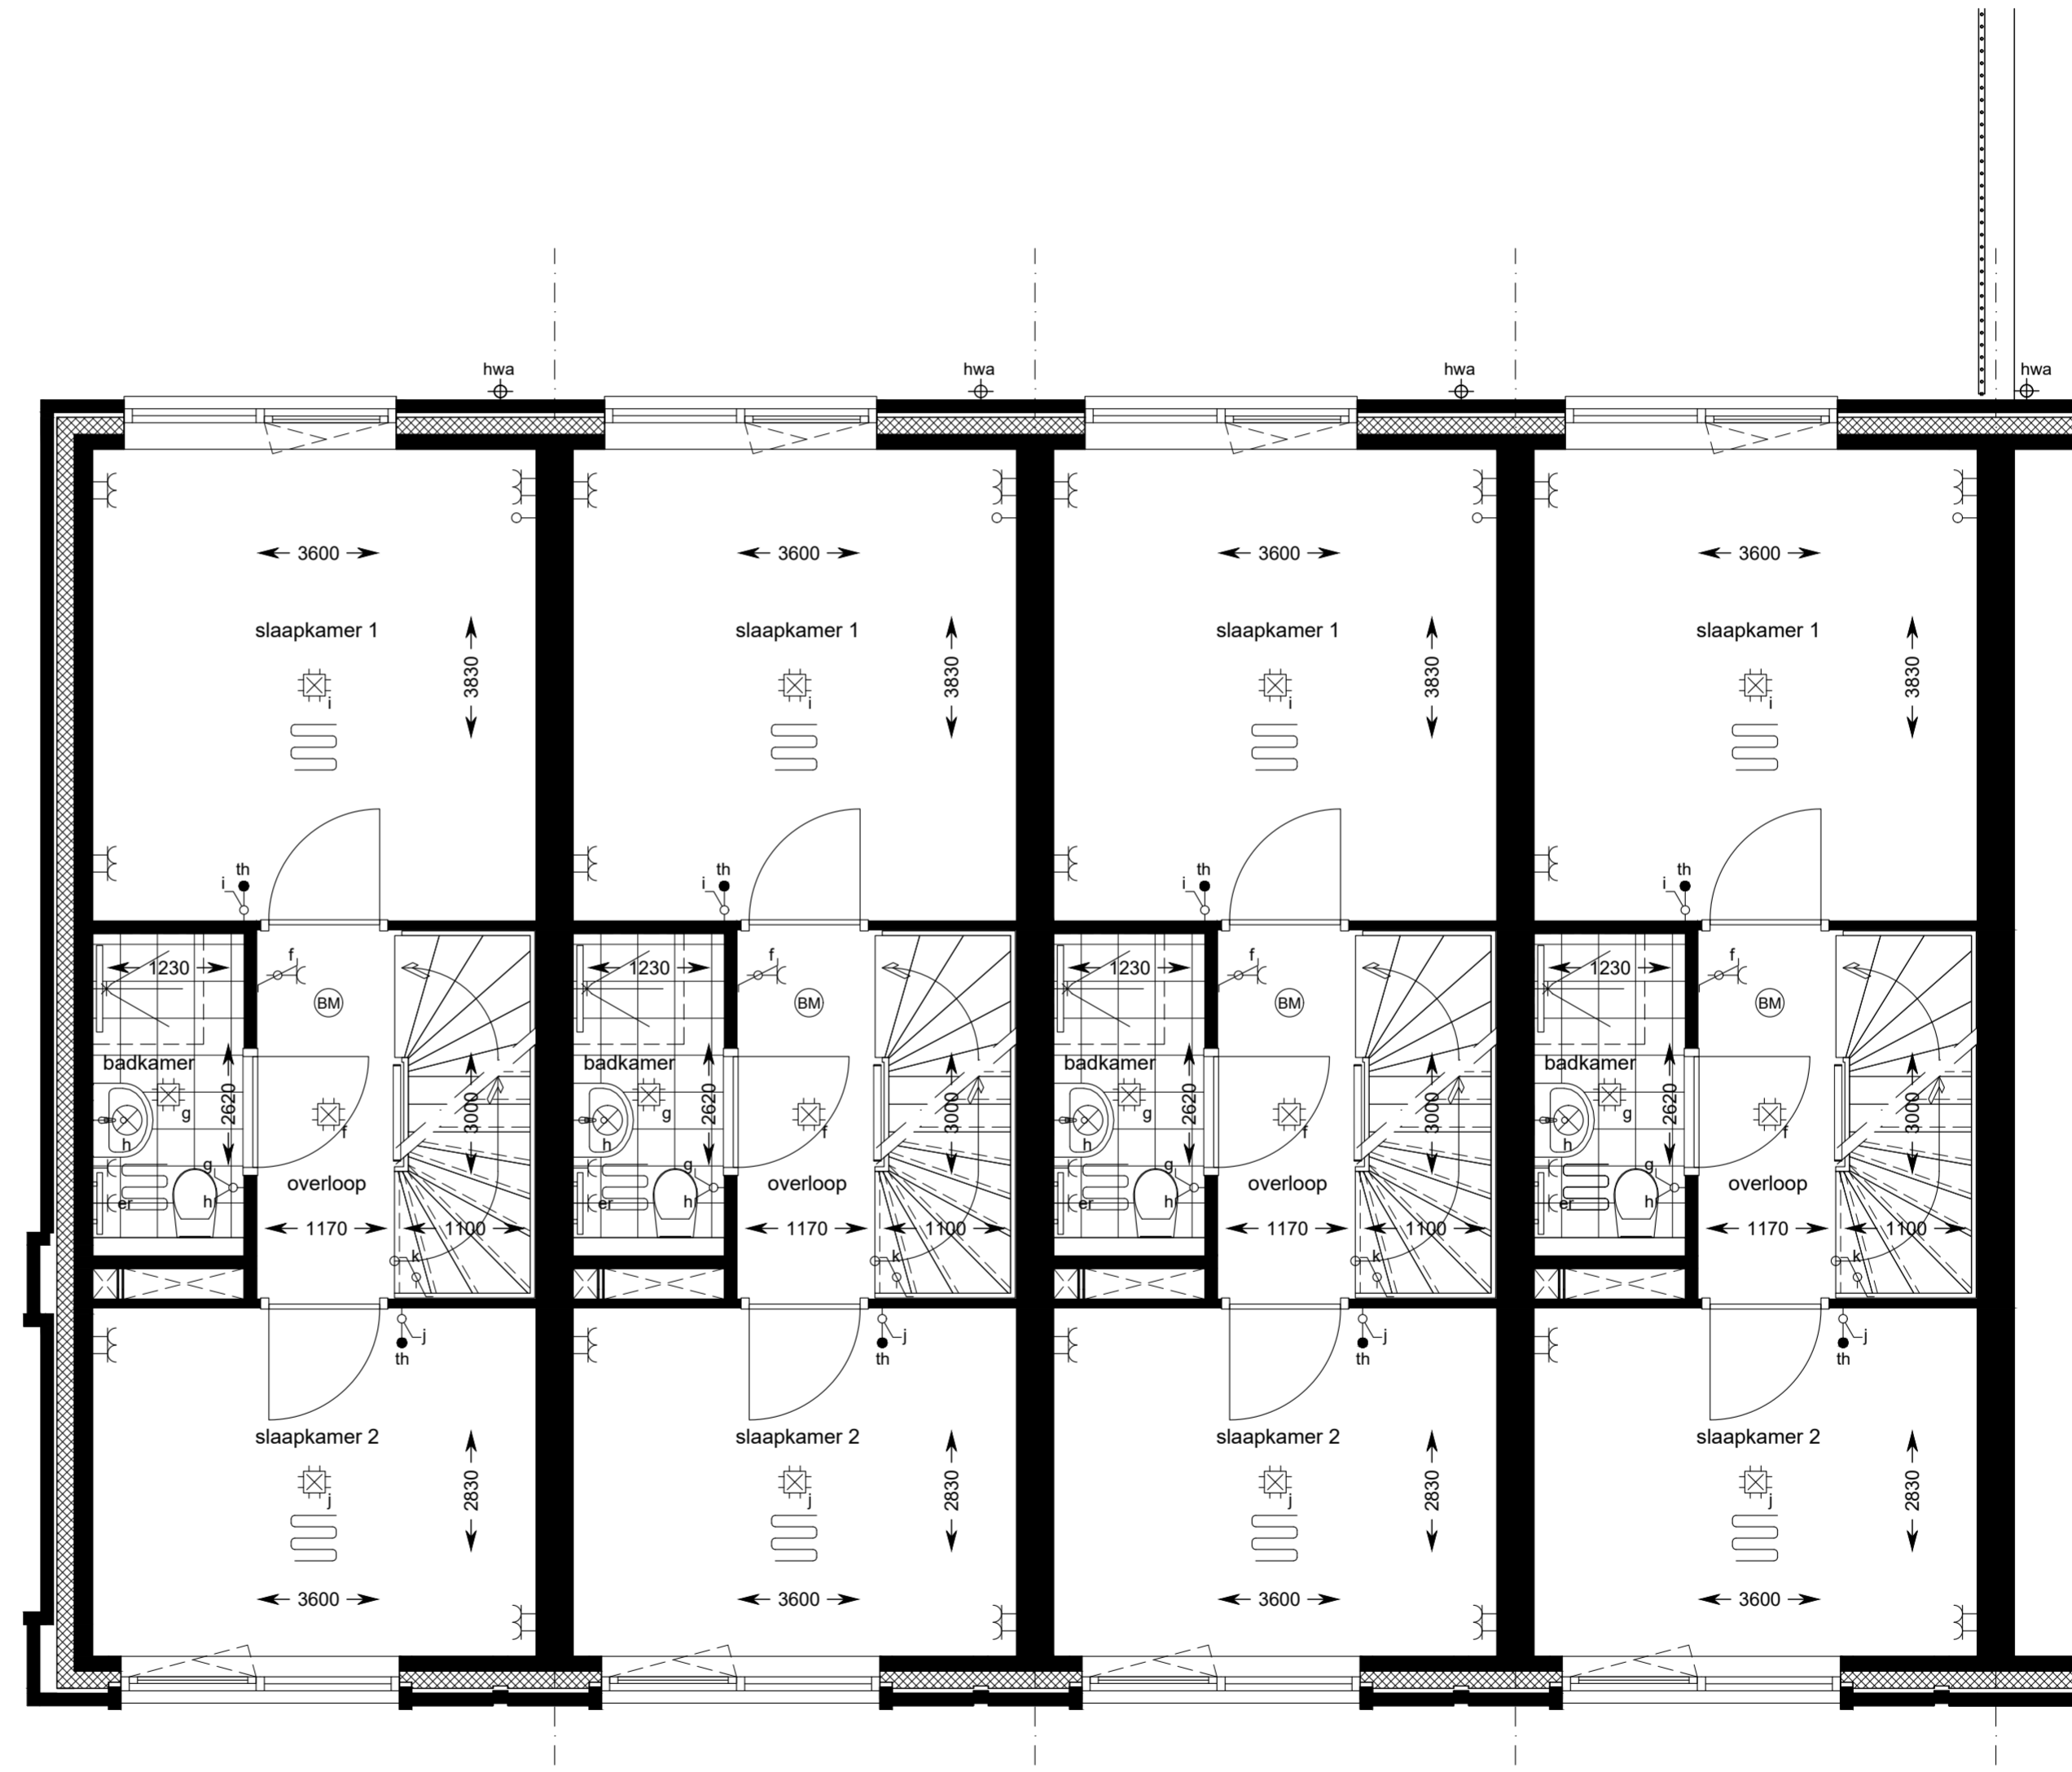 hwa hwa hwa hwa
3600 3600 3600 3600
slaapkamer 1 slaapkamer 1 slaapkamer 1 slaapkamer 1
3830 3830 3830 3830
i i i i
th th th th
i i i i
f f f f
1230 1230 1230 1230
BM BM BM BM
badkamer badkamer badkamer badkamer
2620 3000 2620 3000 2620 3000 2620 3000
g g g g
f f f f
h h h h
g g g g
overloop overloop overloop overloop
er h er h er h er h
1170 1100 1170 1100 1170 1100 1170 1100
k k k k
j j j j
th th th th
slaapkamer 2 slaapkamer 2 slaapkamer 2 slaapkamer 2
2830 2830 2830 2830
j j j j
3600 3600 3600 3600